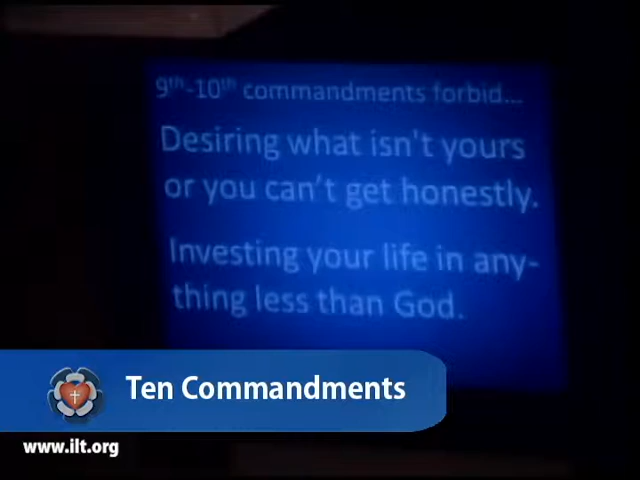 9th-10th commandments forbid...
Desiring what isn't yours
or you can't get honestly.
Investing your life in any-
thing less than God.
Ten Commandments
www.ilt.org